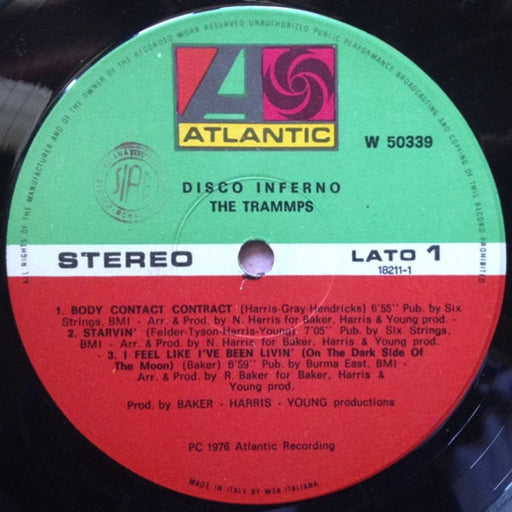 ALL RIGHTS OF THE MANUFACTURER AND OF THE OWNER OF THE RECORDED WORK RESERVED UNAUTHORIZED PUBLIC PERFORMANCE BROADCASTING AND COPYING OF THIS RECORD PROHIBITED
A
ATLANTIC
W 50339
SIAE
ROMA
DISCO INFERNO
THE TRAMMPS
STEREO
LATO 1
18211-1
1. BODY CONTACT CONTRACT (Harris-Gray-Hendricks) 6'55" Pub. by Six
Strings, BMI - Arr. & Prod. by N. Harris for Baker, Harris & Young prod. -
2. STARVIN' (Felder-Tyson-Harris-Young) 7'05" Pub. by Six Strings,
BMI - Arr. & Prod. by N. Harris for Baker, Harris & Young prod.
- 3. I FEEL LIKE I'VE BEEN LIVIN' (On The Dark Side Of
The Moon) (Baker) 6'59" Pub. by Burma East, BMI -
Arr. & Prod. by R. Baker for Baker, Harris &
Young prod.
Prod. by BAKER - HARRIS - YOUNG productions
PC 1976 Atlantic Recording
MADE IN ITALY BY WEA ITALIANA